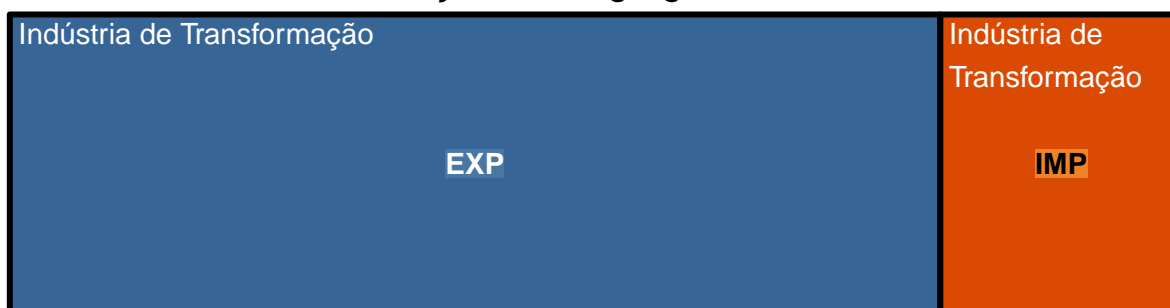 Indústria de Transformação
EXP
Indústria de
Transformação
IMP